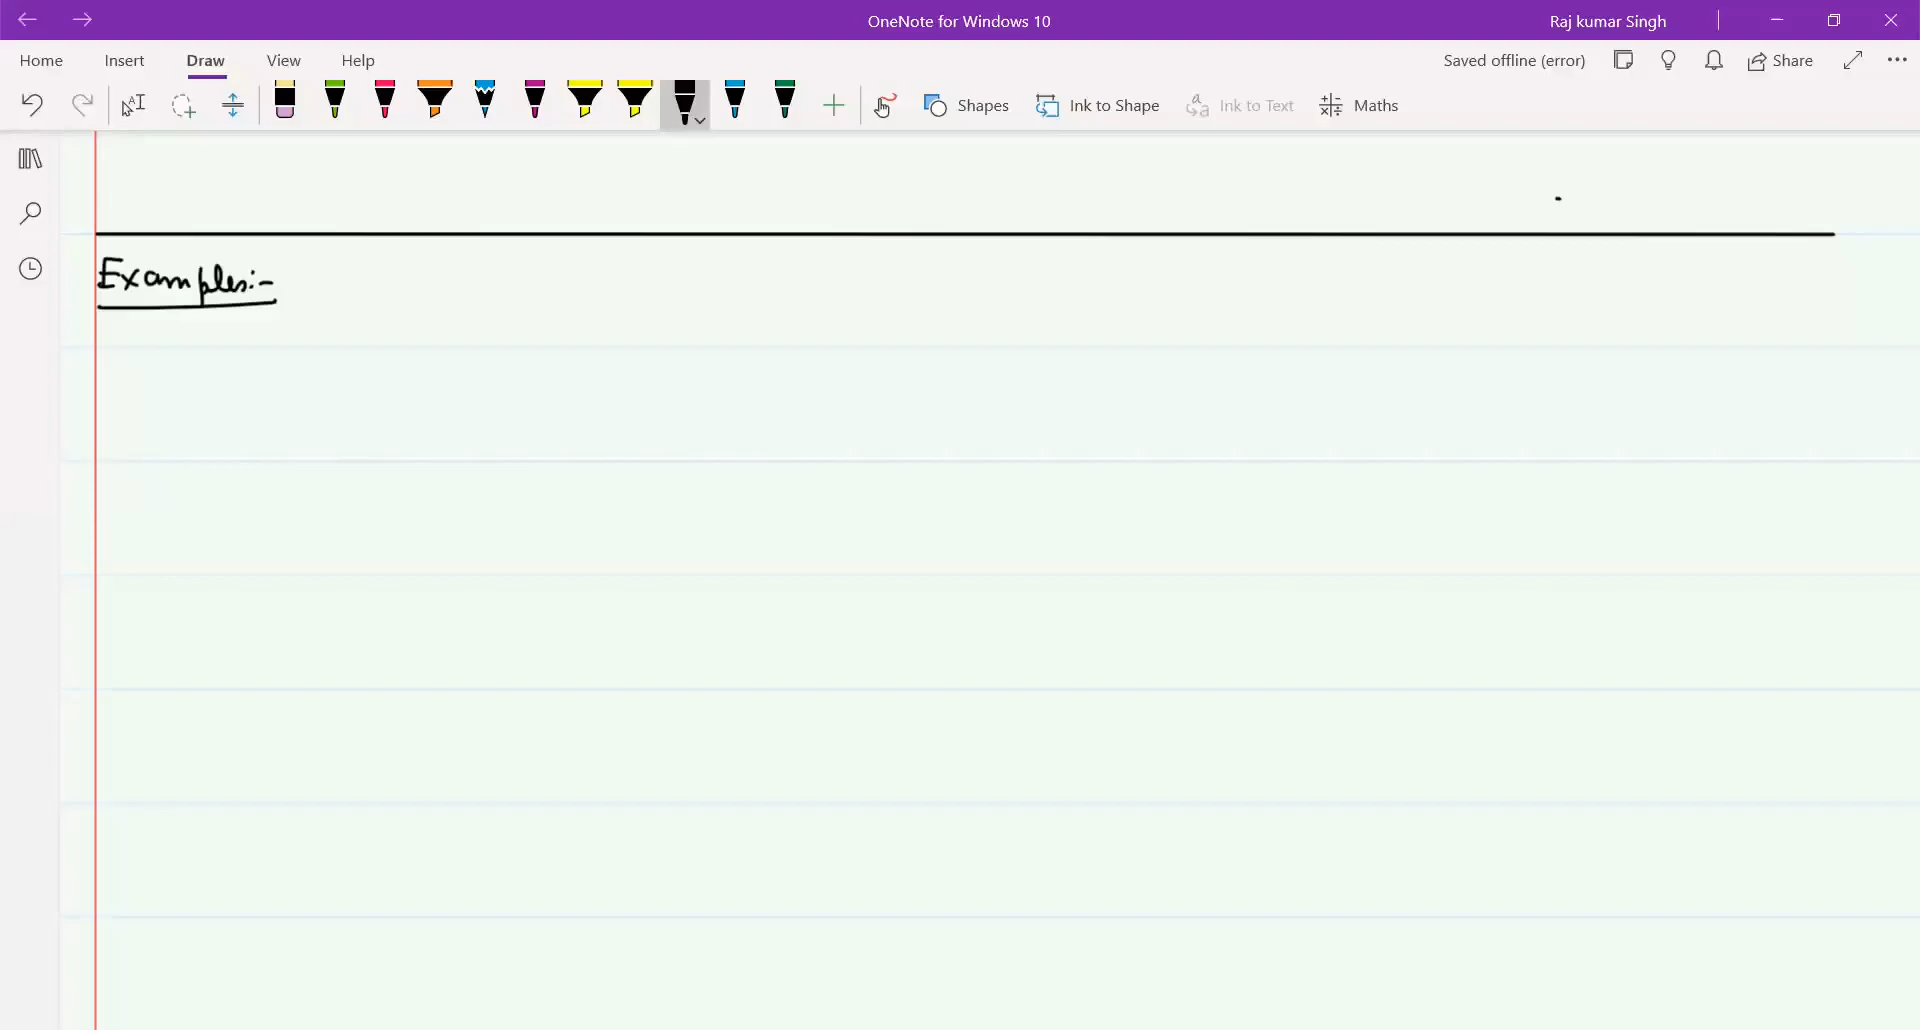 OneNote for Windows 10
Raj kumar Singh
Home Insert Draw View Help
Saved offline (error) Share
Shapes Ink to Shape Ink to Text Maths
Examples:-